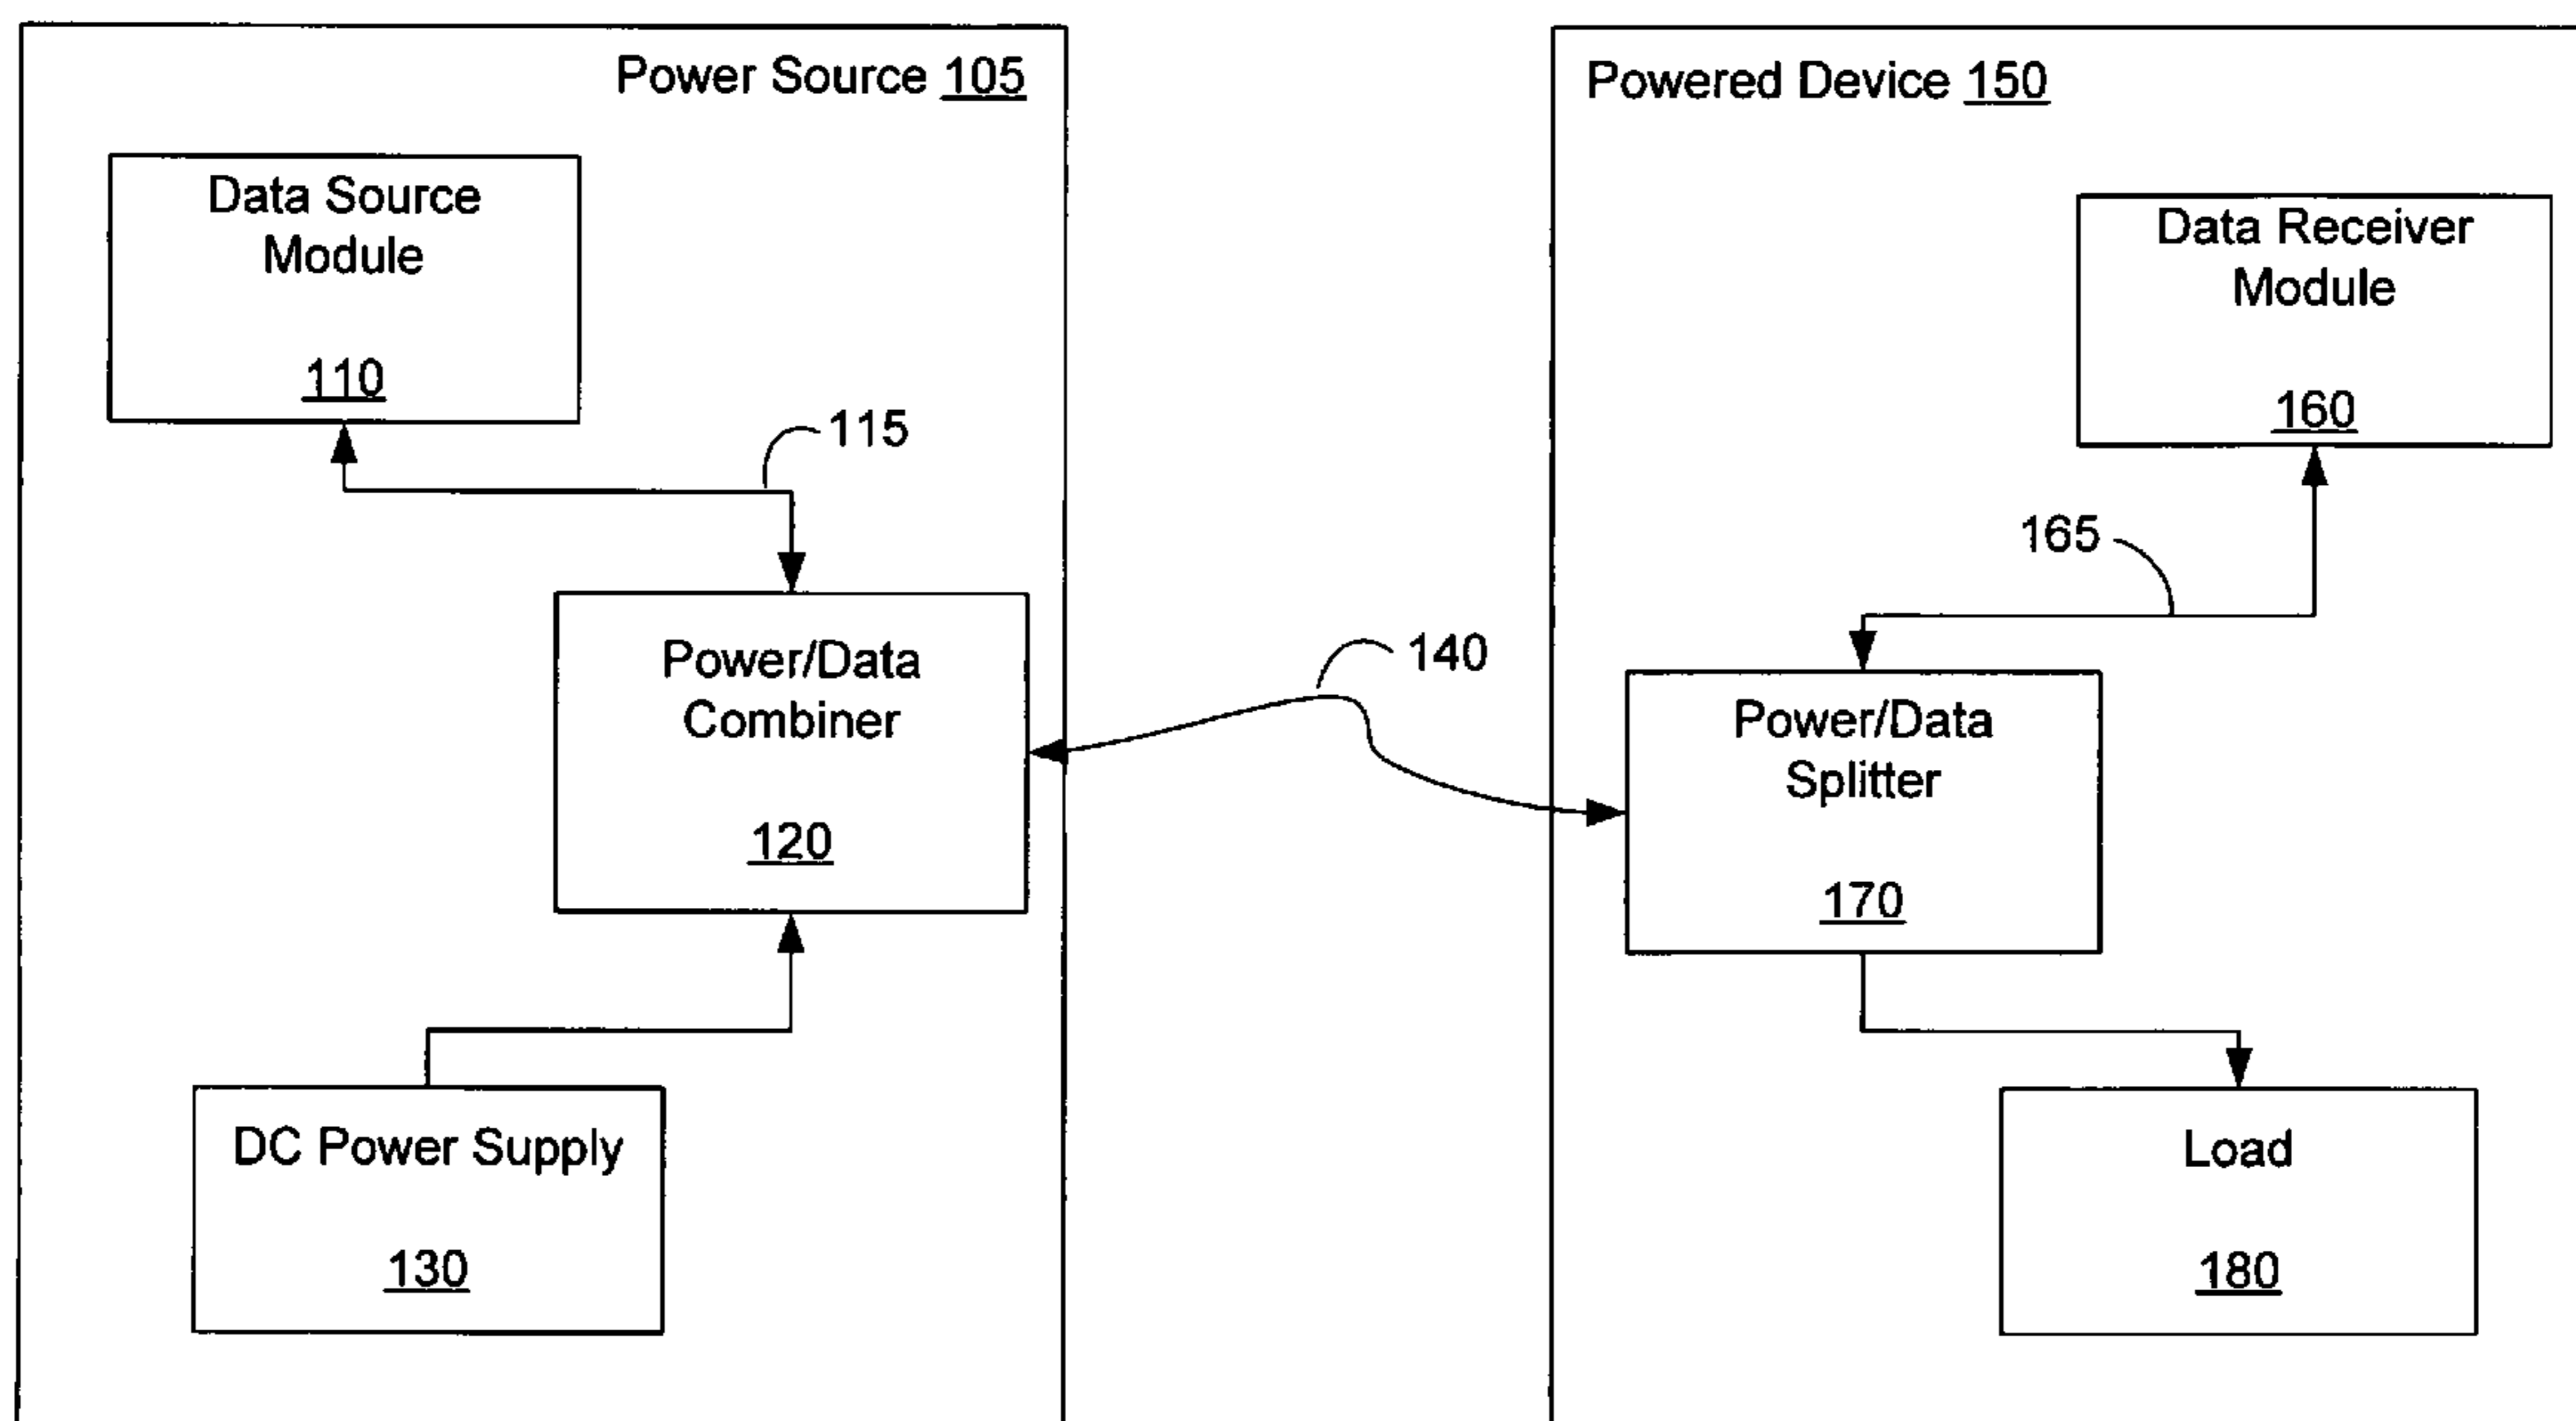 Power Source 105
Data Source
Module
110
115
Power/Data
Combiner
120
DC Power Supply
130
140
Powered Device 150
Data Receiver
Module
160
165
Power/Data
Splitter
170
Load
180